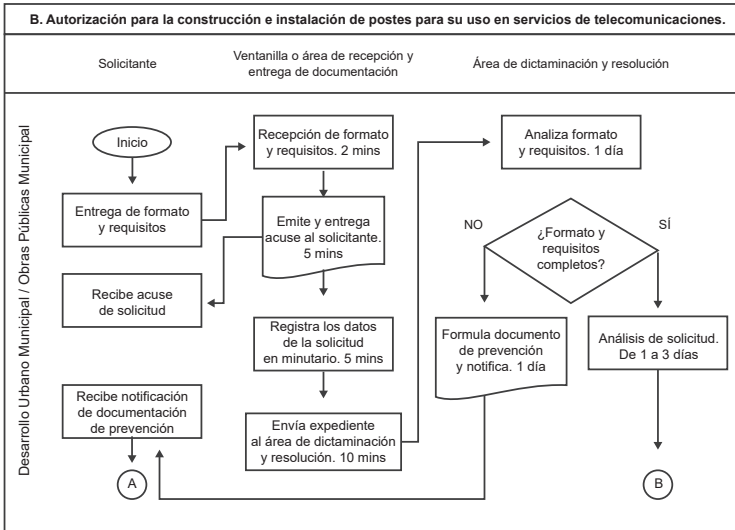 B. Autorización para la construcción e instalación de postes para su uso en servicios de telecomunicaciones.
Solicitante
Ventanilla o área de recepción y
entrega de documentación
Área de dictaminación y resolución
Desarrollo Urbano Municipal / Obras Públicas Municipal
Inicio
Entrega de formato
y requisitos
Recepción de formato
y requisitos. 2 mins
Emite y entrega
acuse al solicitante.
5 mins
Recibe acuse
de solicitud
Registra los datos
de la solicitud
en minutario. 5 mins
Envía expediente
al área de dictaminación
y resolución. 10 mins
Analiza formato
y requisitos. 1 día
¿Formato y
requisitos
completos?
NO
SÍ
Formula documento
de prevención
y notifica. 1 día
Análisis de solicitud.
De 1 a 3 días
Recibe notificación
de documentación
de prevención
A
B